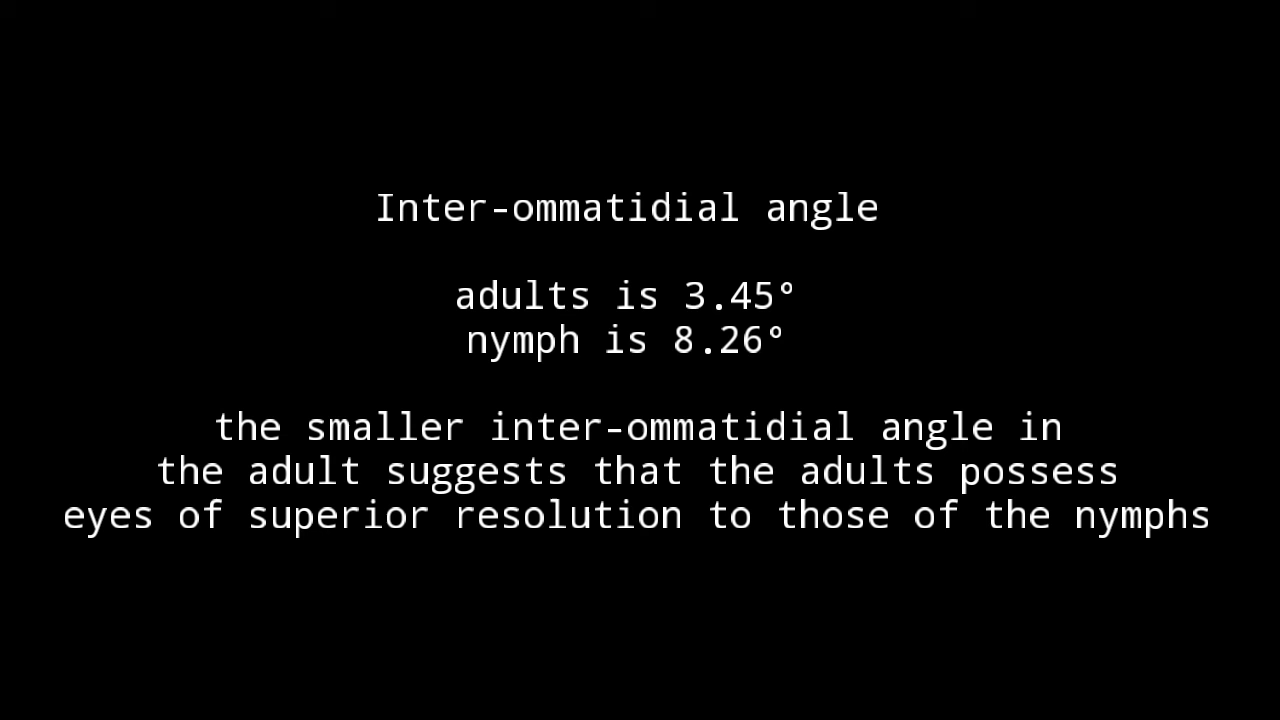 Inter-ommatidial angle
adults is 3.45°
nymph is 8.26°
the smaller inter-ommatidial angle in
the adult suggests that the adults possess
eyes of superior resolution to those of the nymphs